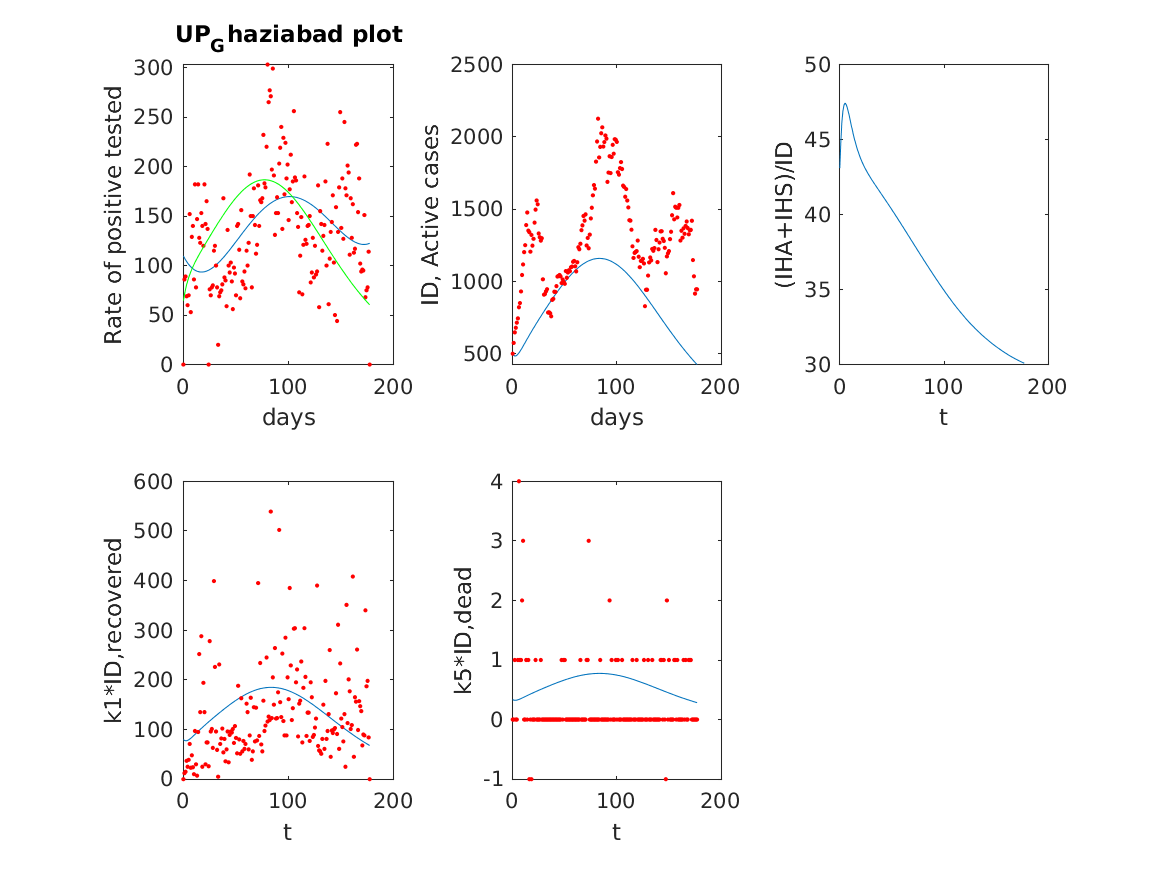 UP_Ghaziabad plot
Rate of positive tested
300
250
200
150
100
50
0
0 100 200
days
ID, Active cases
2500
2000
1500
1000
500
0 100 200
days
(IHA+IHS)/ID
50
45
40
35
30
0 100 200
t
k1*ID,recovered
600
500
400
300
200
100
0
0 100 200
t
k5*ID,dead
4
3
2
1
0
-1
0 100 200
t